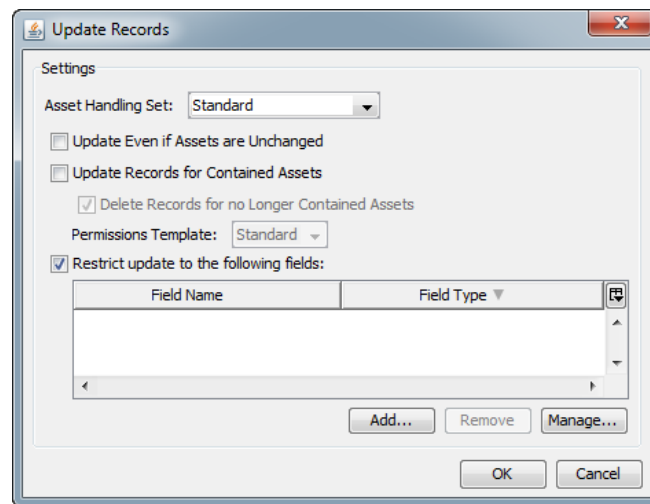 Update Records
Settings
Asset Handling Set: Standard
Update Even if Assets are Unchanged
Update Records for Contained Assets
Delete Records for no Longer Contained Assets
Permissions Template: Standard
Restrict update to the following fields:
Field Name Field Type
Add... Remove Manage...
OK Cancel